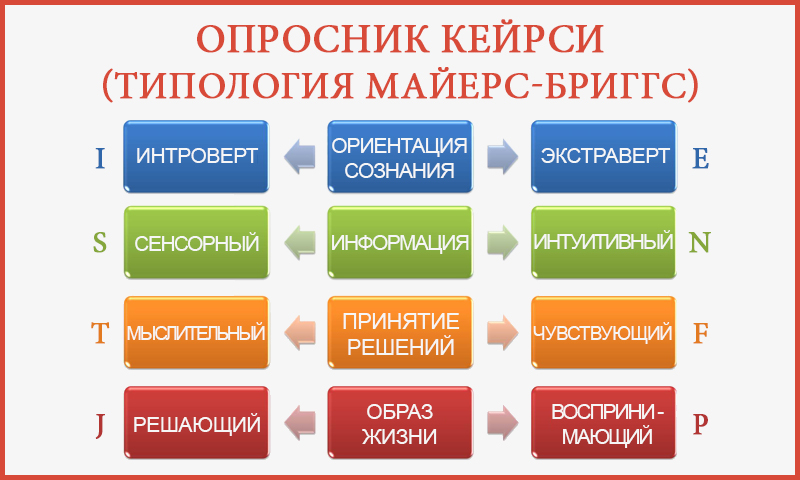 ОПРОСНИК КЕЙРСИ
(ТИПОЛОГИЯ МАЙЕРС-БРИГГС)
I ИНТРОВЕРТ ОРИЕНТАЦИЯ СОЗНАНИЯ ЭКСТРАВЕРТ E
S СЕНСОРНЫЙ ИНФОРМАЦИЯ ИНТУИТИВНЫЙ N
T МЫСЛИТЕЛЬНЫЙ ПРИНЯТИЕ РЕШЕНИЙ ЧУВСТВУЮЩИЙ F
J РЕШАЮЩИЙ ОБРАЗ ЖИЗНИ ВОСПРИНИ - МАЮЩИЙ P